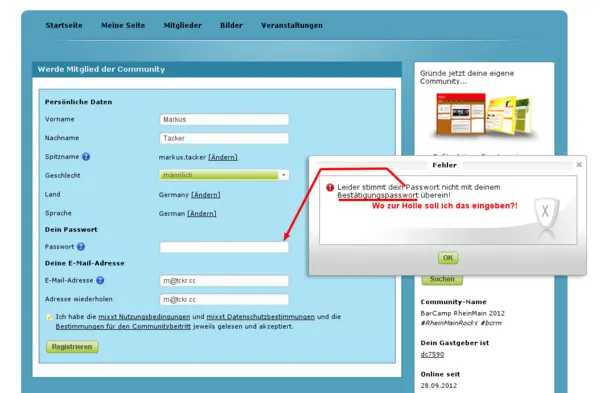 Startseite Meine Seite Mitglieder Bilder Veranstaltungen
Werde Mitglied der Community
Persönliche Daten
Vorname Markus
Nachname Tacker
Spitzname ? markus.tacker [Ändern]
Geschlecht männlich
Land Germany [Ändern]
Sprache German [Ändern]
Dein Passwort
Passwort ?
Deine E-Mail-Adresse
E-Mail-Adresse ? m@tckr.cc
Adresse wiederholen m@tckr.cc
Ich habe die mixxt Nutzungsbedingungen und mixxt Datenschutzbestimmungen und die
Bestimmungen für den Communitybeitritt jeweils gelesen und akzeptiert.
Registrieren
Gründe jetzt deine eigene
Community...
Fehler
Leider stimmt dein Passwort nicht mit deinem
Bestätigungspasswort überein!
Wo zur Hölle soll ich das eingeben?!
X
OK
Suchen
Community-Name
BarCamp RheinMain 2012
#RheinMainRocks #bcrm
Dein Gastgeber ist
dc7590
Online seit
28.09.2012